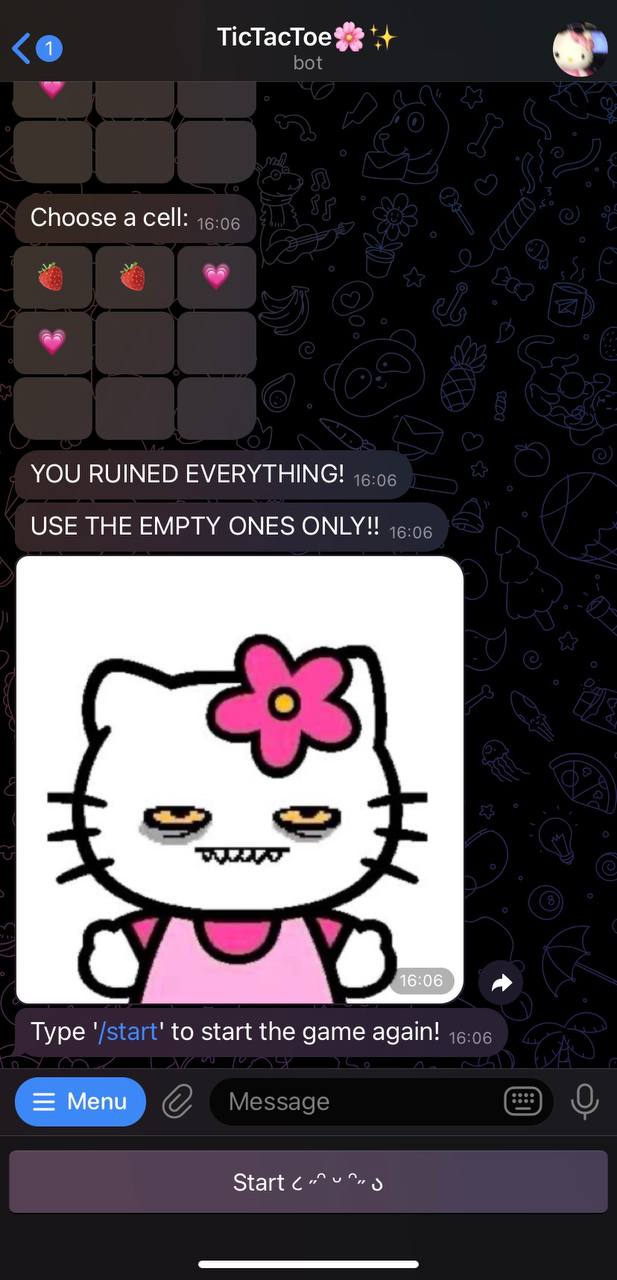 1
TicTacToe🌸✨
bot
Choose a cell: 16:06
YOU RUINED EVERYTHING! 16:06
USE THE EMPTY ONES ONLY!! 16:06
16:06
Type '/start' to start the game again! 16:06
Menu
Message
Start ૮ ˶ᵔ ᵕ ᵔ˶ ა